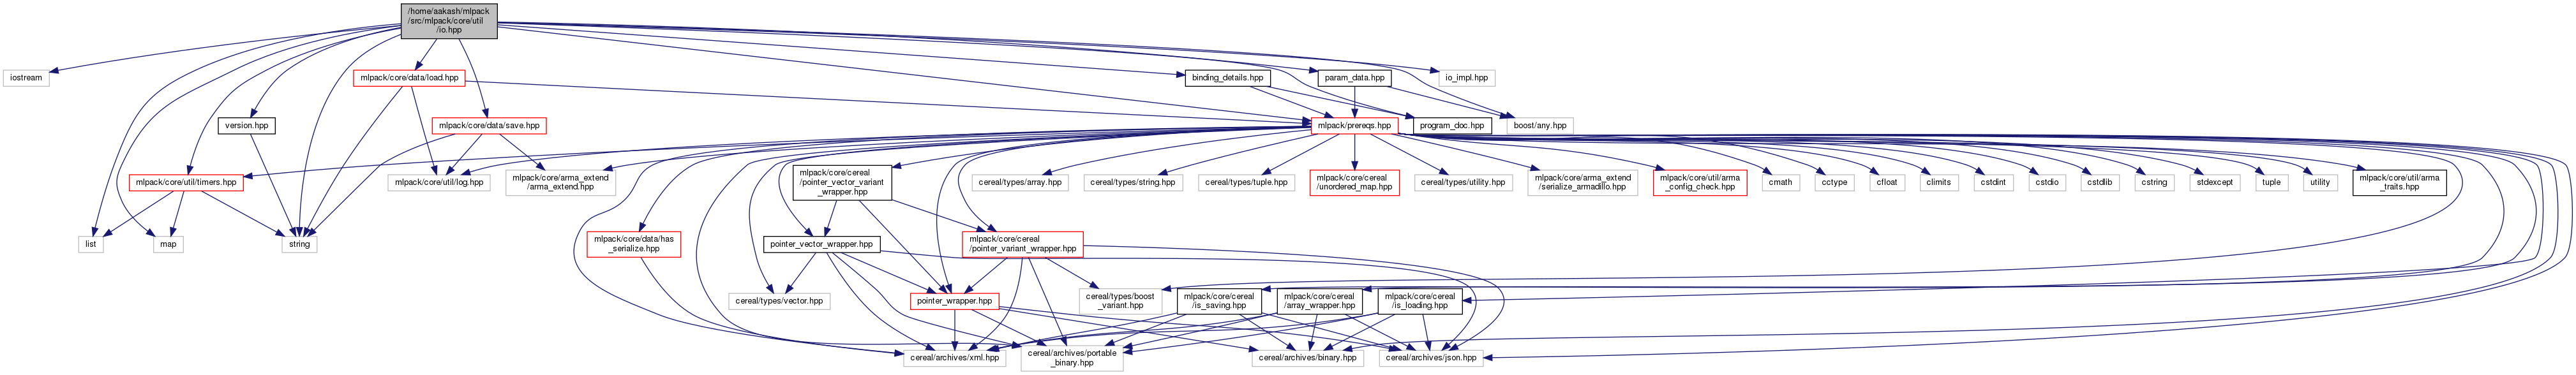 /home/aakash/mlpack
/src/mlpack/core/util
/io.hpp
iostream
mlpack/core/data/load.hpp
binding_details.hpp
param_data.hpp
io_impl.hpp
version.hpp
mlpack/core/data/save.hpp
mlpack/prereqs.hpp
program_doc.hpp
boost/any.hpp
mlpack/core/util/timers.hpp
mlpack/core/util/log.hpp
mlpack/core/arma_extend
/arma_extend.hpp
mlpack/core/cereal
/pointer_vector_variant
_wrapper.hpp
cereal/types/array.hpp
cereal/types/string.hpp
cereal/types/tuple.hpp
mlpack/core/cereal
/unordered_map.hpp
cereal/types/utility.hpp
mlpack/core/arma_extend
/serialize_armadillo.hpp
mlpack/core/util/arma
_config_check.hpp
cmath
cctype
cfloat
climits
cstdint
cstdio
cstdlib
cstring
stdexcept
tuple
utility
mlpack/core/util/arma
_traits.hpp
list
map
string
mlpack/core/data/has
_serialize.hpp
pointer_vector_wrapper.hpp
mlpack/core/cereal
/pointer_variant_wrapper.hpp
cereal/types/vector.hpp
pointer_wrapper.hpp
cereal/types/boost
_variant.hpp
mlpack/core/cereal
/is_saving.hpp
mlpack/core/cereal
/array_wrapper.hpp
mlpack/core/cereal
/is_loading.hpp
cereal/archives/xml.hpp
cereal/archives/portable
_binary.hpp
cereal/archives/binary.hpp
cereal/archives/json.hpp